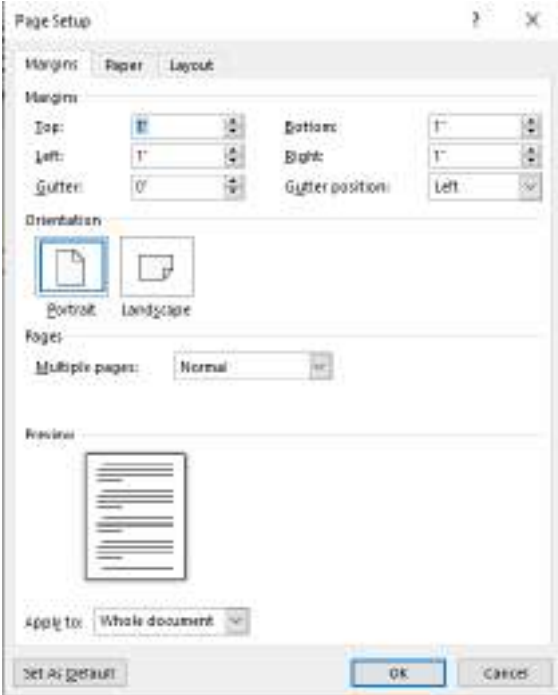 Page Setup ? ×
Margins Paper Layout
Margins
Top: 1" Bottom: 1"
Left: 1" Right: 1"
Gutter: 0" Gutter position: Left
Orientation
Portrait Landscape
Pages
Multiple pages: Normal
Preview
Apply to: Whole document
Set As Default OK Cancel